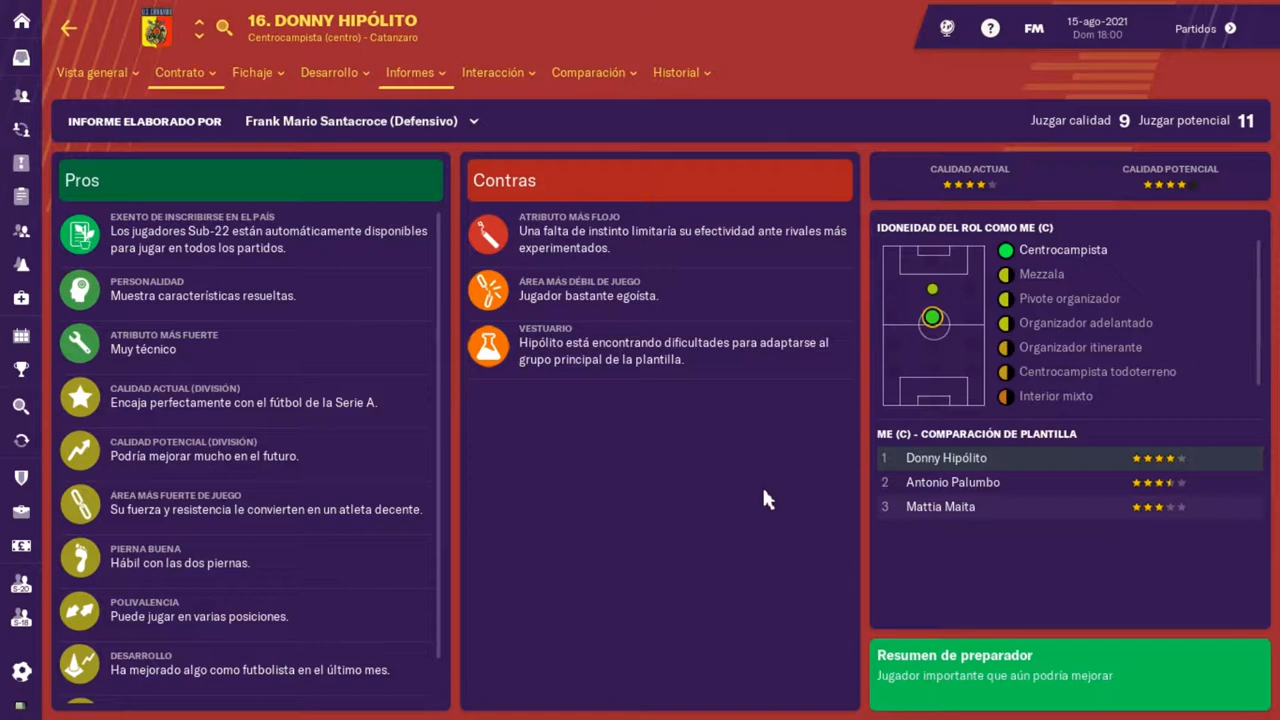 16. DONNY HIPÓLITO
Centrocampista (centro) - Catanzaro
FM
15-ago-2021
Dom 18:00
Partidos
Vista general
Contrato
Fichaje
Desarrollo
Informes
Interacción
Comparación
Historial
INFORME ELABORADO POR
Frank Mario Santacroce (Defensivo)
Juzgar calidad 9 Juzgar potencial 11
Pros
EXENTO DE INSCRIBIRSE EN EL PAÍS
Los jugadores Sub-22 están automáticamente disponibles
para jugar en todos los partidos.
PERSONALIDAD
Muestra características resueltas.
ATRIBUTO MÁS FUERTE
Muy técnico
CALIDAD ACTUAL (DIVISIÓN)
Encaja perfectamente con el fútbol de la Serie A.
CALIDAD POTENCIAL (DIVISIÓN)
Podría mejorar mucho en el futuro.
ÁREA MÁS FUERTE DE JUEGO
Su fuerza y resistencia le convierten en un atleta decente.
PIERNA BUENA
Hábil con las dos piernas.
POLIVALENCIA
Puede jugar en varias posiciones.
DESARROLLO
Ha mejorado algo como futbolista en el último mes.
Contras
ATRIBUTO MÁS FLOJO
Una falta de instinto limitaría su efectividad ante rivales más
experimentados.
ÁREA MÁS DÉBIL DE JUEGO
Jugador bastante egoísta.
VESTUARIO
Hipólito está encontrando dificultades para adaptarse al
grupo principal de la plantilla.
CALIDAD ACTUAL
CALIDAD POTENCIAL
IDONEIDAD DEL ROL COMO ME (C)
Centrocampista
Mezzala
Pivote organizador
Organizador adelantado
Organizador itinerante
Centrocampista todoterreno
Interior mixto
ME (C) - COMPARACIÓN DE PLANTILLA
1 Donny Hipólito
2 Antonio Palumbo
3 Mattia Maita
Resumen de preparador
Jugador importante que aún podría mejorar
S-20
S-18